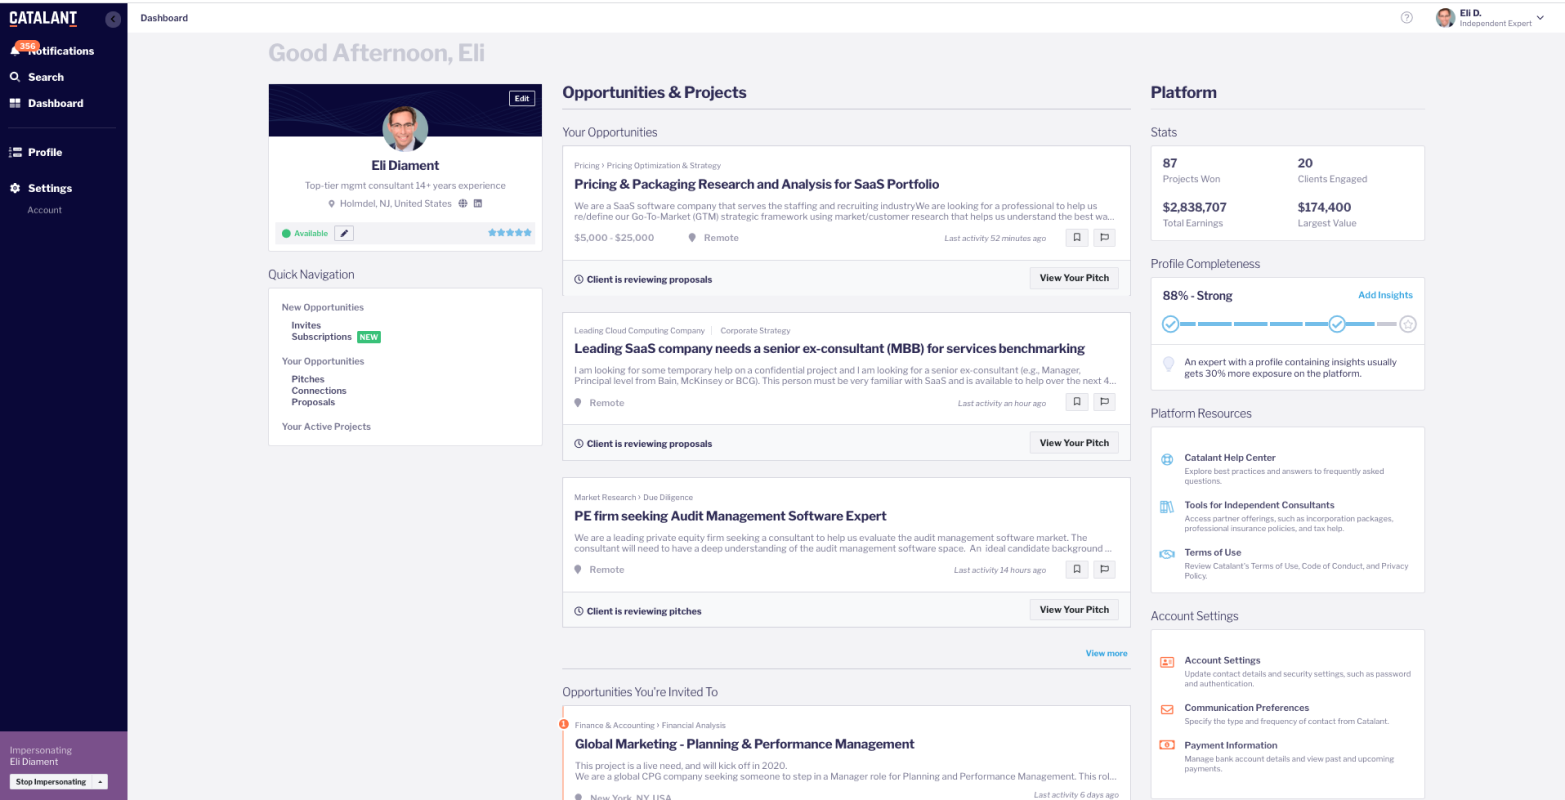 CATALANT
Dashboard
?
Eli D.
Independent Expert
356
Notifications
Search
Dashboard
Profile
Settings
Account
Impersonating
Eli Diament
Stop Impersonating
Good Afternoon, Eli
Edit
Eli Diament
Top-tier mgmt consultant 14+ years experience
Holmdel, NJ, United States
Available
Quick Navigation
New Opportunities
Invites
Subscriptions NEW
Your Opportunities
Pitches
Connections
Proposals
Your Active Projects
Opportunities & Projects
Your Opportunities
Pricing › Pricing Optimization & Strategy
Pricing & Packaging Research and Analysis for SaaS Portfolio
We are a SaaS software company that serves the staffing and recruiting industryWe are looking for a professional to help us
re/define our Go-To-Market (GTM) strategic framework using market/customer research that helps us understand the best wa...
$5,000 - $25,000 Remote Last activity 52 minutes ago
Client is reviewing proposals View Your Pitch
Leading Cloud Computing Company | Corporate Strategy
Leading SaaS company needs a senior ex-consultant (MBB) for services benchmarking
I am looking for some temporary help on a confidential project and I am looking for a senior ex-consultant (e.g., Manager,
Principal level from Bain, McKinsey or BCG). This person must be very familiar with SaaS and is available to help over the next 4...
Remote Last activity an hour ago
Client is reviewing proposals View Your Pitch
Market Research › Due Diligence
PE firm seeking Audit Management Software Expert
We are a leading private equity firm seeking a consultant to help us evaluate the audit management software market. The
consultant will need to have a deep understanding of the audit management software space. An ideal candidate background ...
Remote Last activity 14 hours ago
Client is reviewing pitches View Your Pitch
View more
Opportunities You're Invited To
1
Finance & Accounting › Financial Analysis
Global Marketing - Planning & Performance Management
This project is a live need, and will kick off in 2020.
We are a global CPG company seeking someone to step in a Manager role for Planning and Performance Management. This rol...
New York, NY, USA Last activity 6 days ago
Platform
Stats
87 20
Projects Won Clients Engaged
$2,838,707 $174,400
Total Earnings Largest Value
Profile Completeness
88% - Strong Add Insights
An expert with a profile containing insights usually
gets 30% more exposure on the platform.
Platform Resources
Catalant Help Center
Explore best practices and answers to frequently asked
questions.
Tools for Independent Consultants
Access partner offerings, such as incorporation packages,
professional insurance policies, and tax help.
Terms of Use
Review Catalant's Terms of Use, Code of Conduct, and Privacy
Policy.
Account Settings
Account Settings
Update contact details and security settings, such as password
and authentication.
Communication Preferences
Specify the type and frequency of contact from Catalant.
Payment Information
Manage bank account details and view past and upcoming
payments.